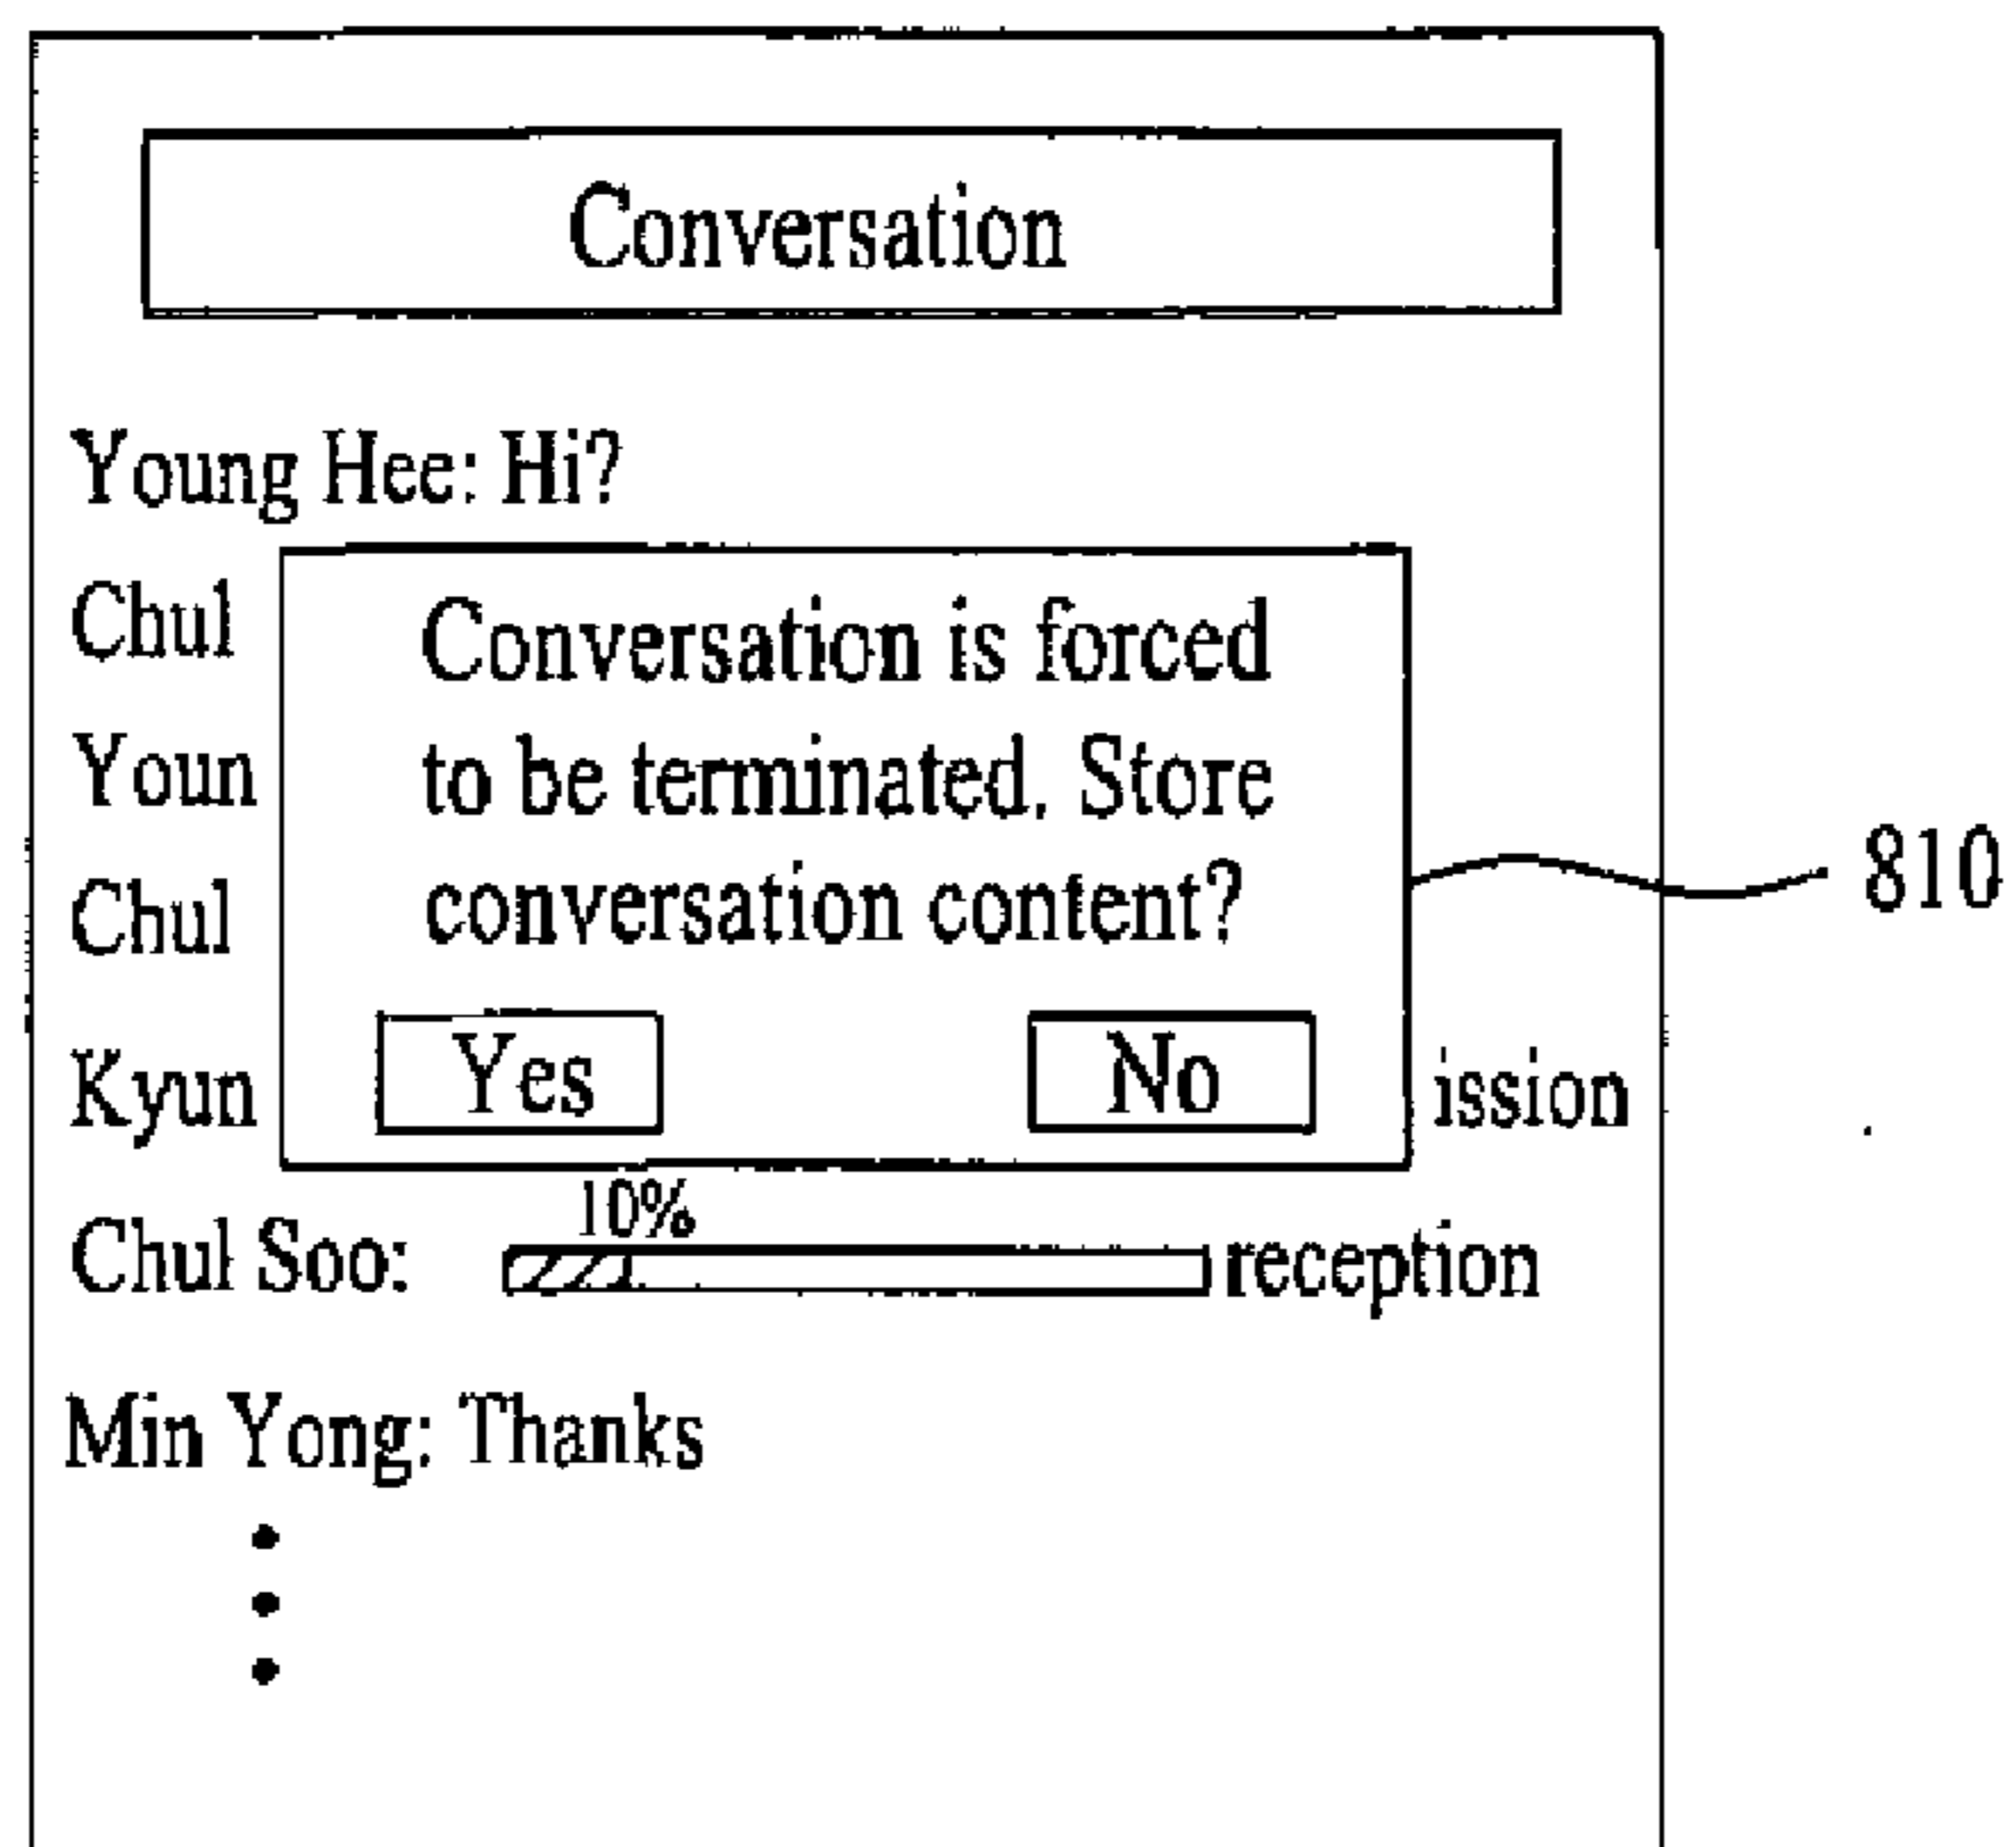 Conversation
Young Hee: Hi?
Chul
Conversation is forced
Youn
to be terminated. Store
Chul
conversation content?
810
Kyun
Yes
No
ission
10%
Chul Soo:
reception
Min Yong: Thanks